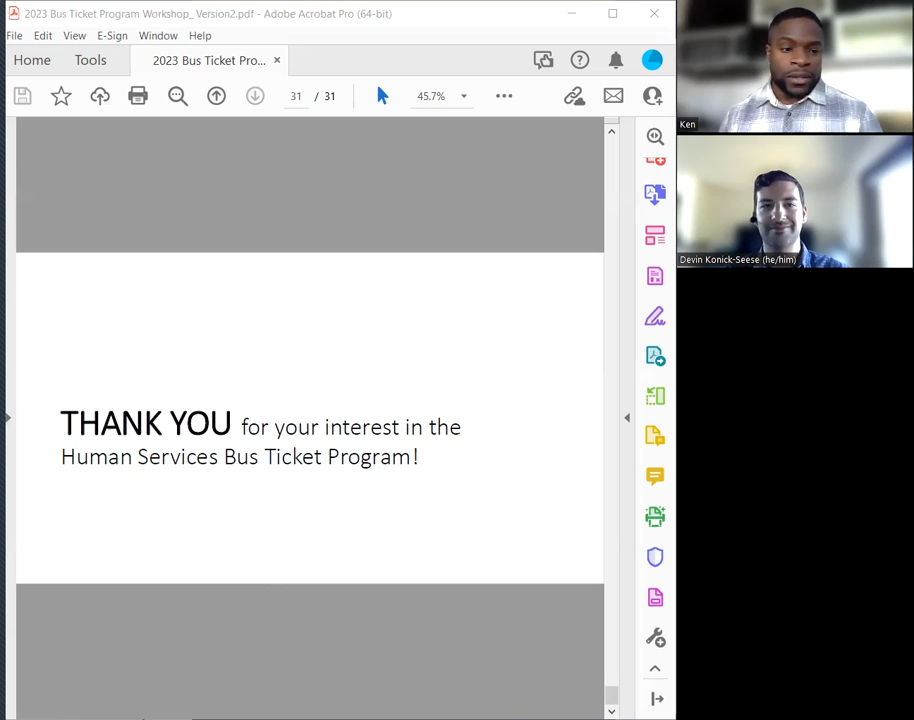 2023 Bus Ticket Program Workshop_ Version2.pdf - Adobe Acrobat Pro (64-bit)
File Edit View E-Sign Window Help
Home Tools 2023 Bus Ticket Pro... ×
31 / 31 45.7%
THANK YOU for your interest in the
Human Services Bus Ticket Program!
Ken
Devin Konick-Seese (he/him)